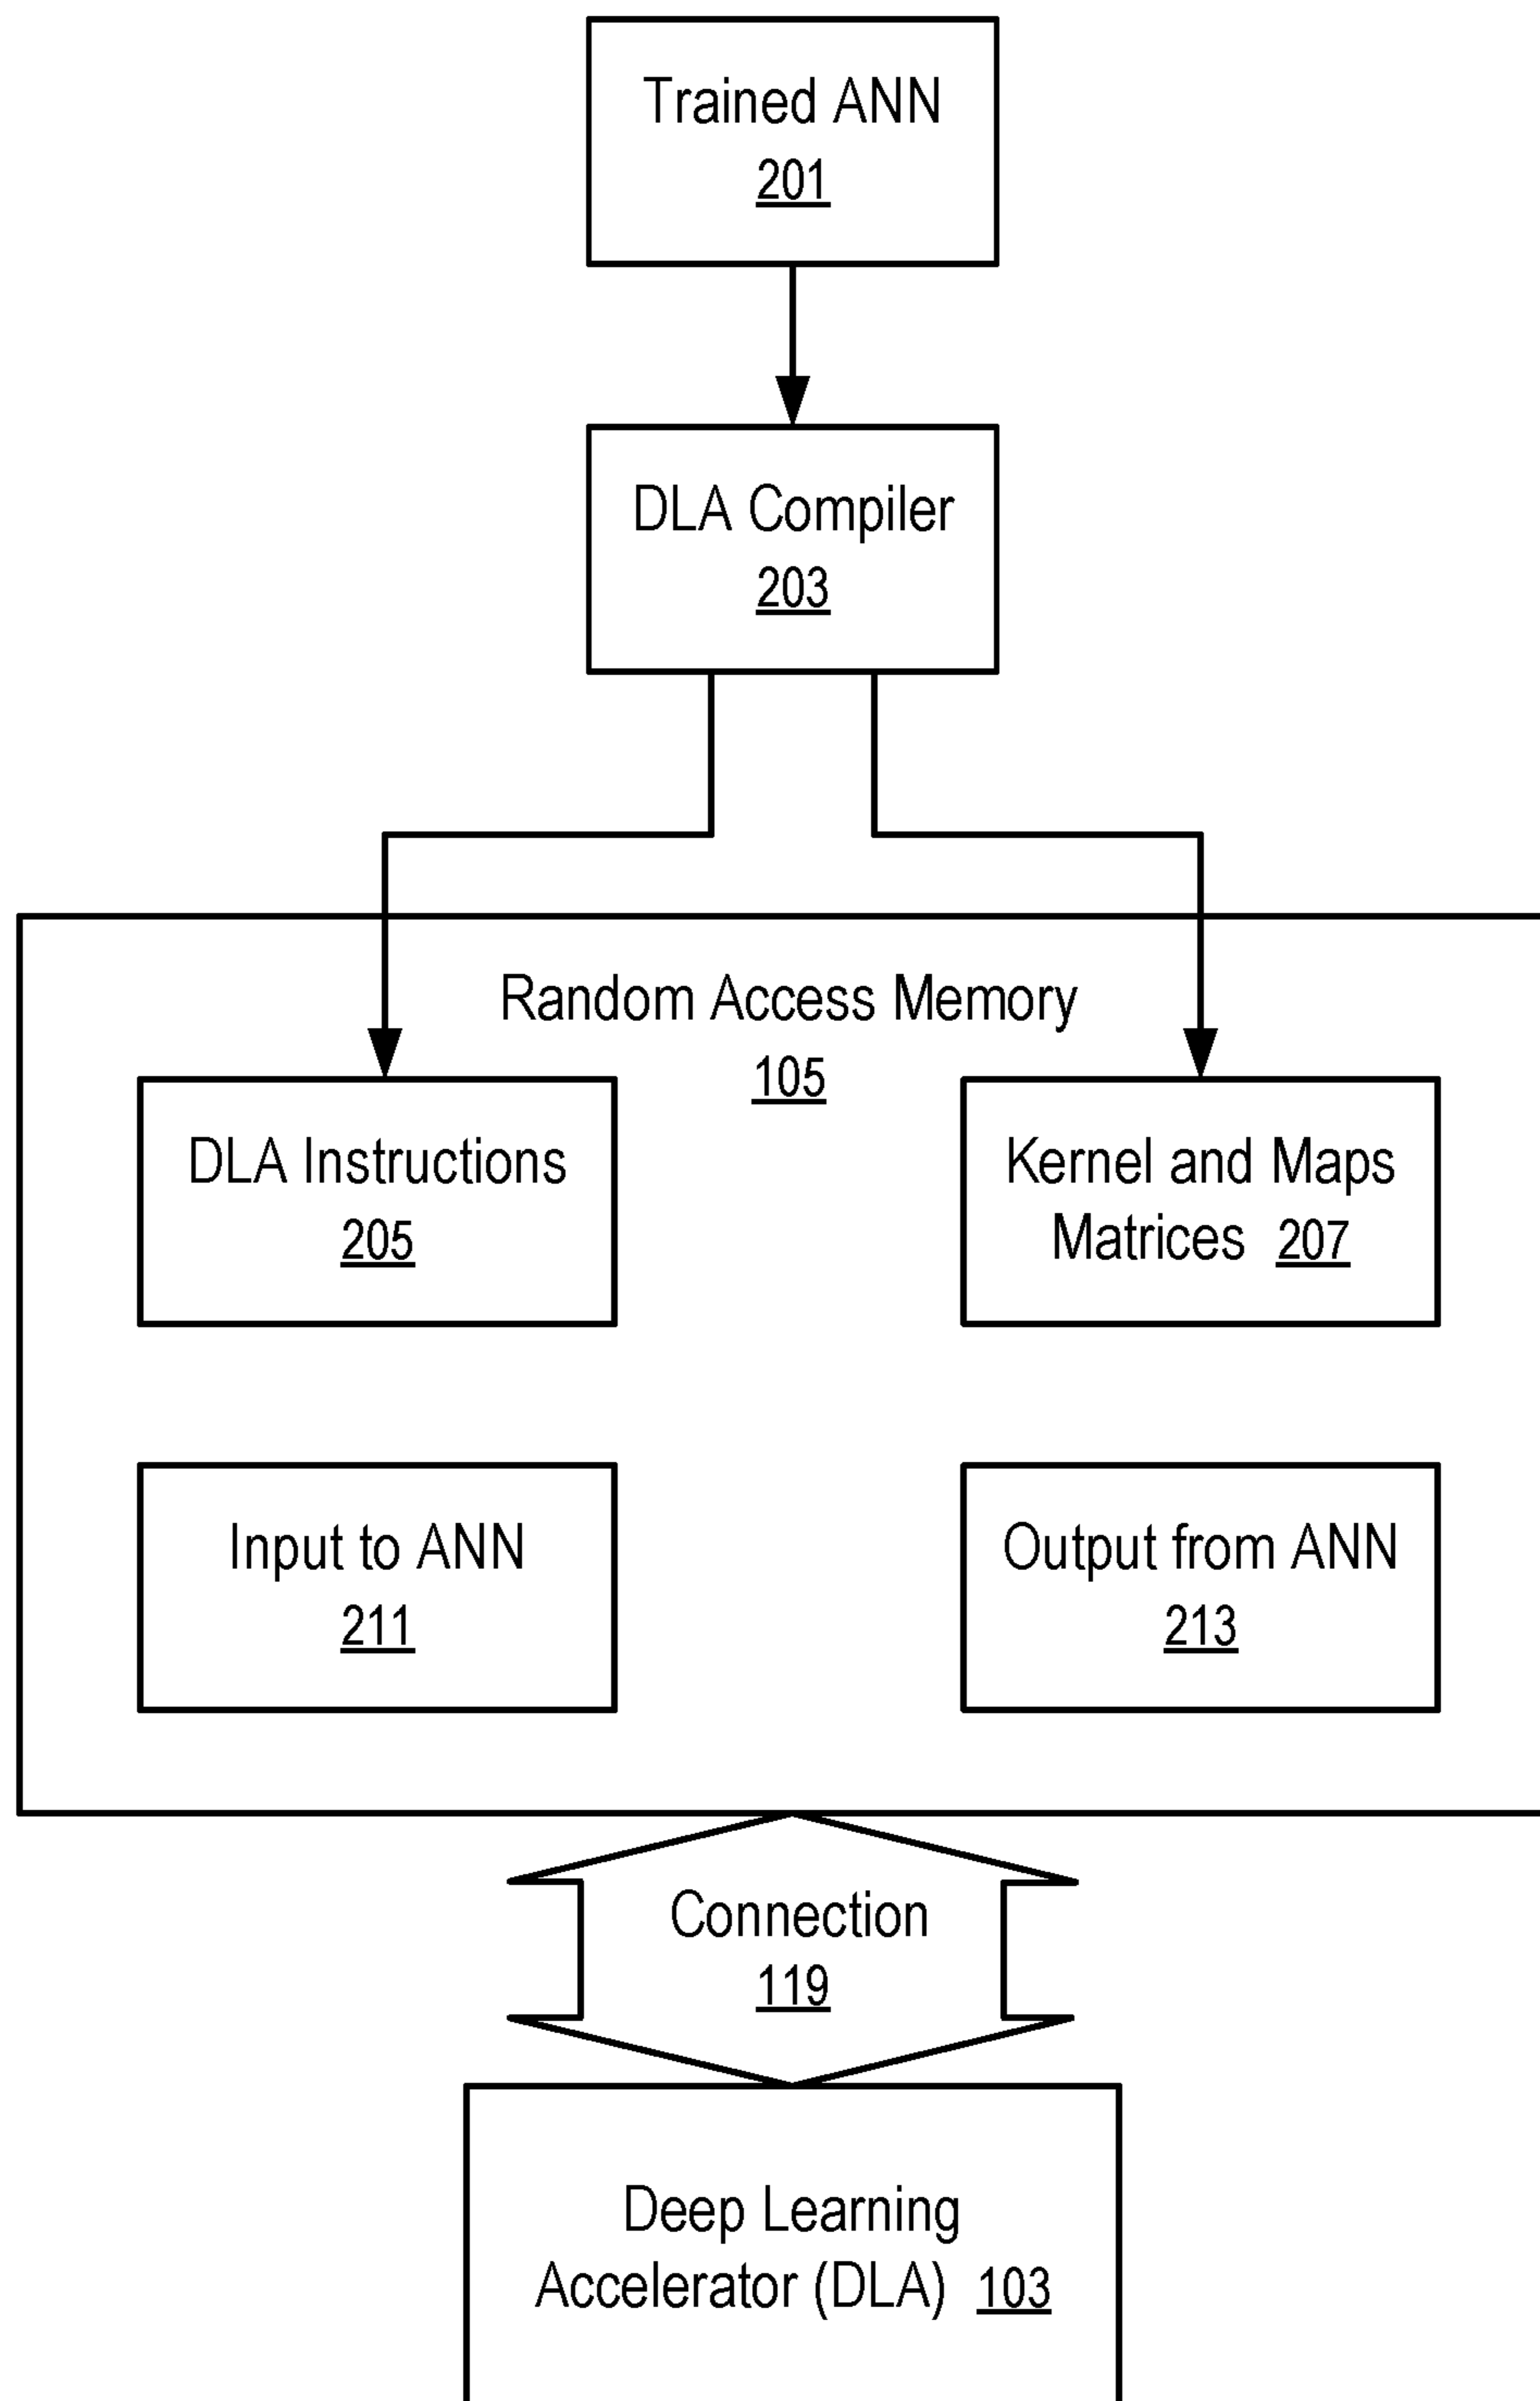 Trained ANN
201
DLA Compiler
203
Random Access Memory
105
DLA Instructions
205
Kernel and Maps
Matrices 207
Input to ANN
211
Output from ANN
213
Connection
119
Deep Learning
Accelerator (DLA) 103